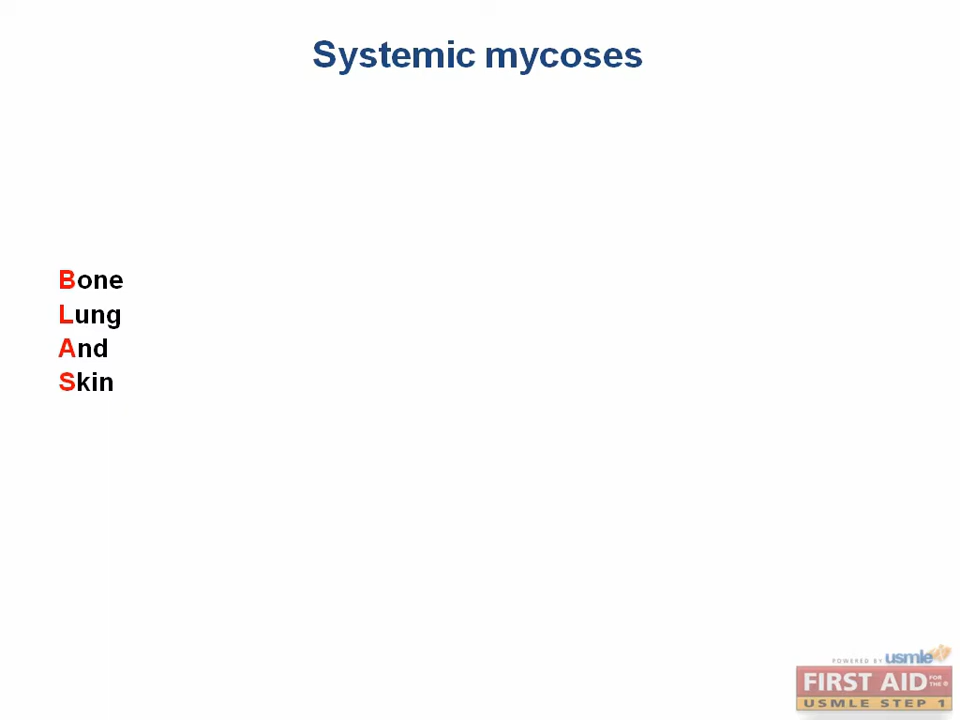 Systemic mycoses
Bone
Lung
And
Skin
POWERED BY usmle
FIRST AID FOR THE®
USMLE STEP 1